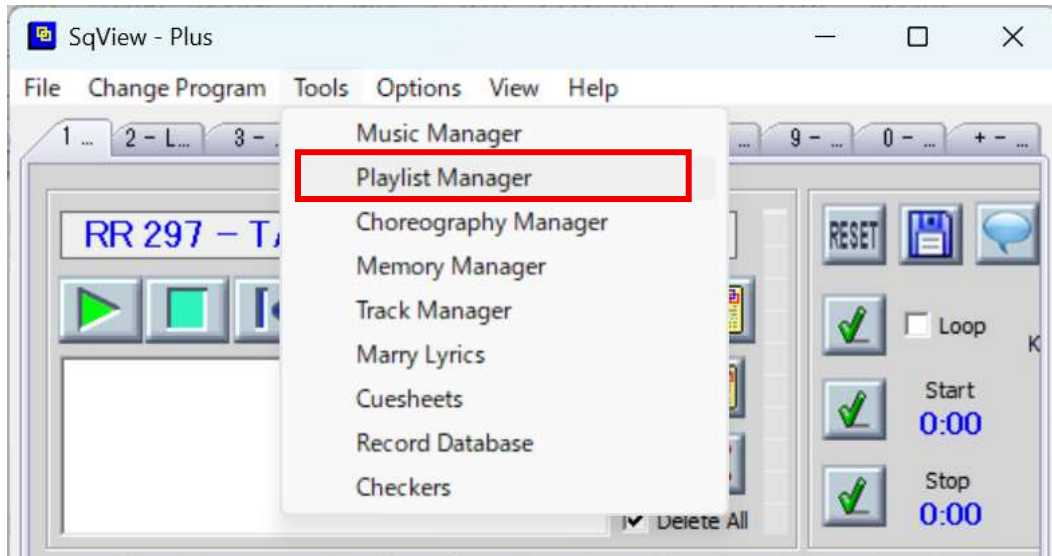 SqView - Plus
File Change Program Tools Options View Help
1 ... 2 - L... 3 - ... 9 - ... 0 - ... + - ...
Music Manager
Playlist Manager
Choreography Manager
Memory Manager
Track Manager
Marry Lyrics
Cuesheets
Record Database
Checkers
RR 297 - T
RESET
Loop
K
Start
0:00
Stop
0:00
Delete All